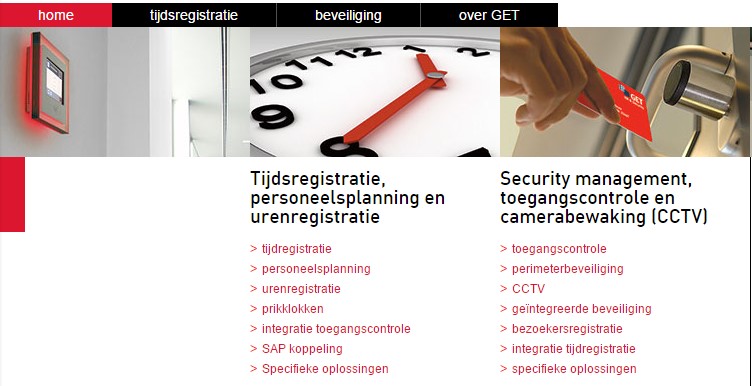 home tijdsregistratie beveiliging over GET
12 1 2 11 10 9 8
GET
Tijdsregistratie,
personeelsplanning en
urenregistratie
> tijdregistratie
> personeelsplanning
> urenregistratie
> prikklokken
> integratie toegangscontrole
> SAP koppeling
> Specifieke oplossingen
Security management,
toegangscontrole en
camerabewaking (CCTV)
> toegangscontrole
> perimeterbeveiliging
> CCTV
> geïntegreerde beveiliging
> bezoekersregistratie
> integratie tijdregistratie
> specifieke oplossingen